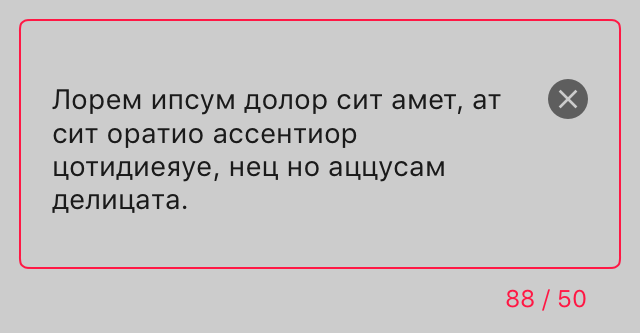 Лорем ипсум долор сит амет, ат
сит оратио ассентиор
цотидиеяуе, нец но аццусам
делицата.
88 / 50